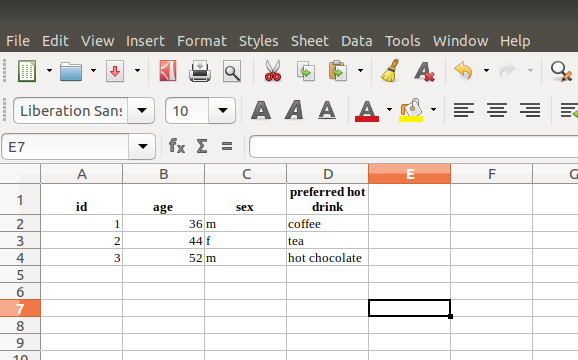 File Edit View Insert Format Styles Sheet Data Tools Window Help
Liberation Sans 10
E7
A B C D E F G
1 id age sex preferred hot drink
2 1 36 m coffee
3 2 44 f tea
4 3 52 m hot chocolate
5
6
7
8
9
10